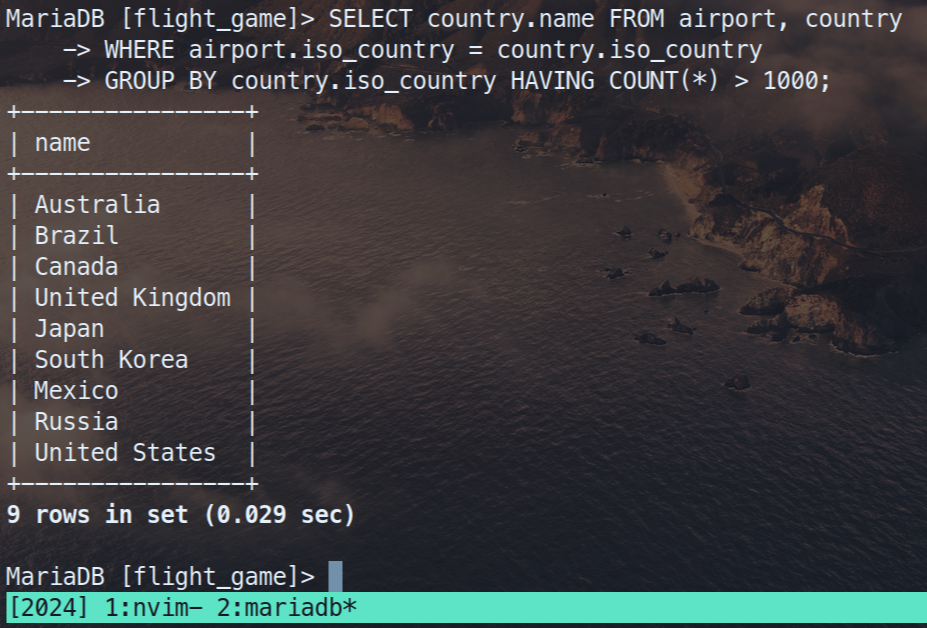 MariaDB [flight_game]> SELECT country.name FROM airport, country
    -> WHERE airport.iso_country = country.iso_country
    -> GROUP BY country.iso_country HAVING COUNT(*) > 1000;
+----------------+
| name           |
+----------------+
| Australia      |
| Brazil         |
| Canada         |
| United Kingdom |
| Japan          |
| South Korea    |
| Mexico         |
| Russia         |
| United States  |
+----------------+
9 rows in set (0.029 sec)
MariaDB [flight_game]>
[2024] 1:nvim- 2:mariadb*